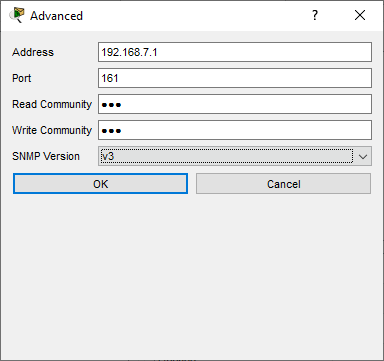 Advanced
Address 192.168.7.1
Port 161
Read Community ●●●
Write Community ●●●
SNMP Version v3
OK Cancel